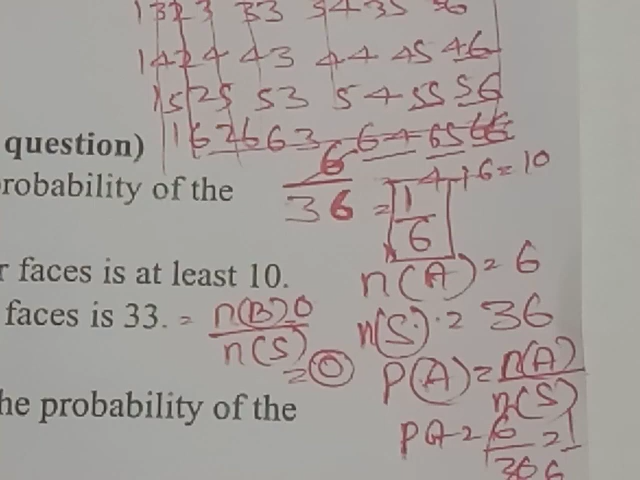 13 23 33 34 35 36
14 24 43 44 45 46
15 25 53 54 55 56
question) 16 26 63 64 65 66
robability of the 6/36 = 1/6 4+6=10
r faces is at least 10. n(A) = 6
faces is 33. = n(B) 0 / n(S) = 0 n(S) = 36
P(A) = n(A) / n(S)
he probability of the
PA = 6/36 = 1/6